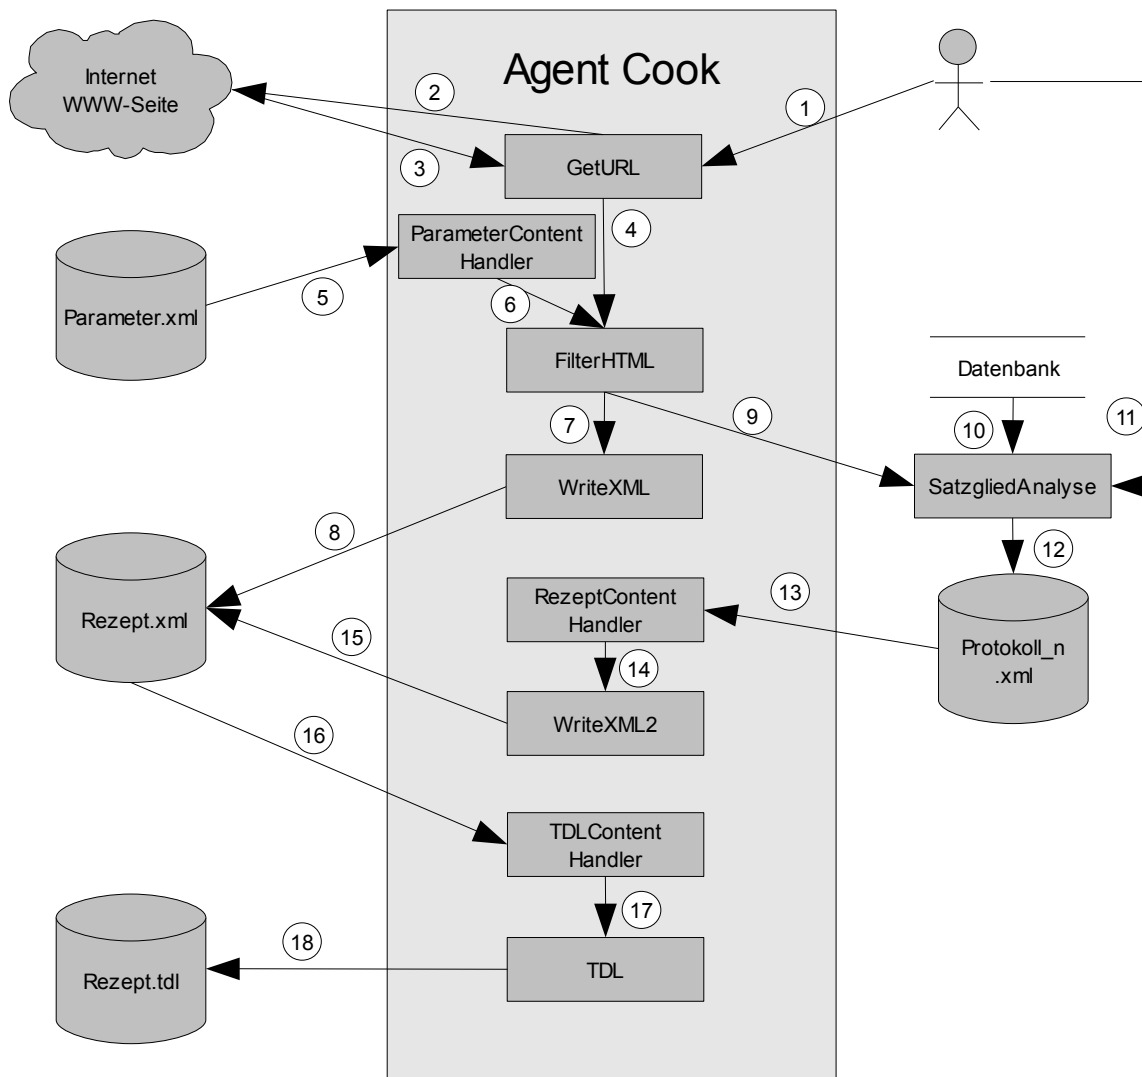 Agent Cook
Internet
WWW-Seite
2
1
3
GetURL
4
ParameterContent
Handler
5
6
Parameter.xml
FilterHTML
Datenbank
7
9
10
11
WriteXML
SatzgliedAnalyse
8
12
RezeptContent
Handler
13
Rezept.xml
15
14
Protokoll_n
.xml
WriteXML2
16
TDLContent
Handler
17
18
TDL
Rezept.tdl